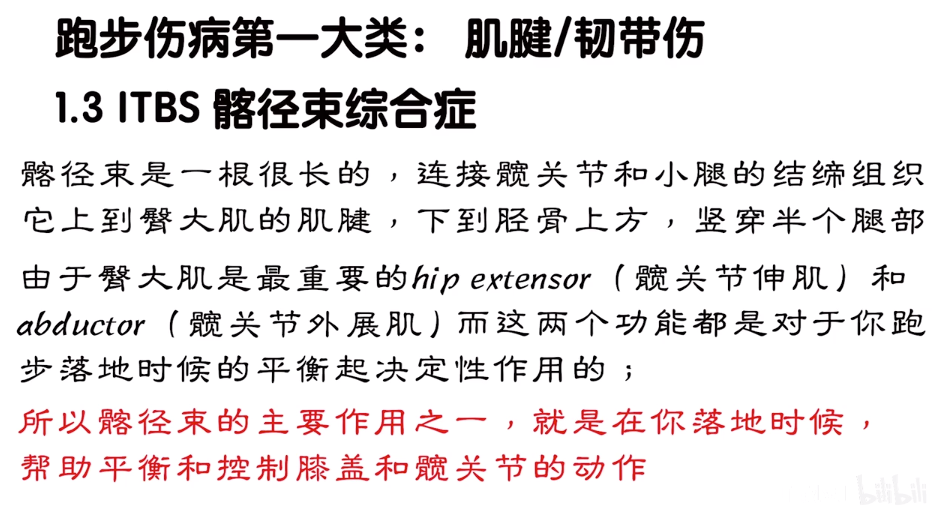 跑步伤病第一大类： 肌腱/韧带伤
1.3 ITBS 髂径束综合症
髂径束是一根很长的，连接髋关节和小腿的结缔组织
它上到臀大肌的肌腱，下到胫骨上方，竖穿半个腿部
由于臀大肌是最重要的hip extensor（髋关节伸肌）和
abductor（髋关节外展肌）而这两个功能都是对于你跑
步落地时候的平衡起决定性作用的；
所以髂径束的主要作用之一，就是在你落地时候，
帮助平衡和控制膝盖和髋关节的动作
bilibili